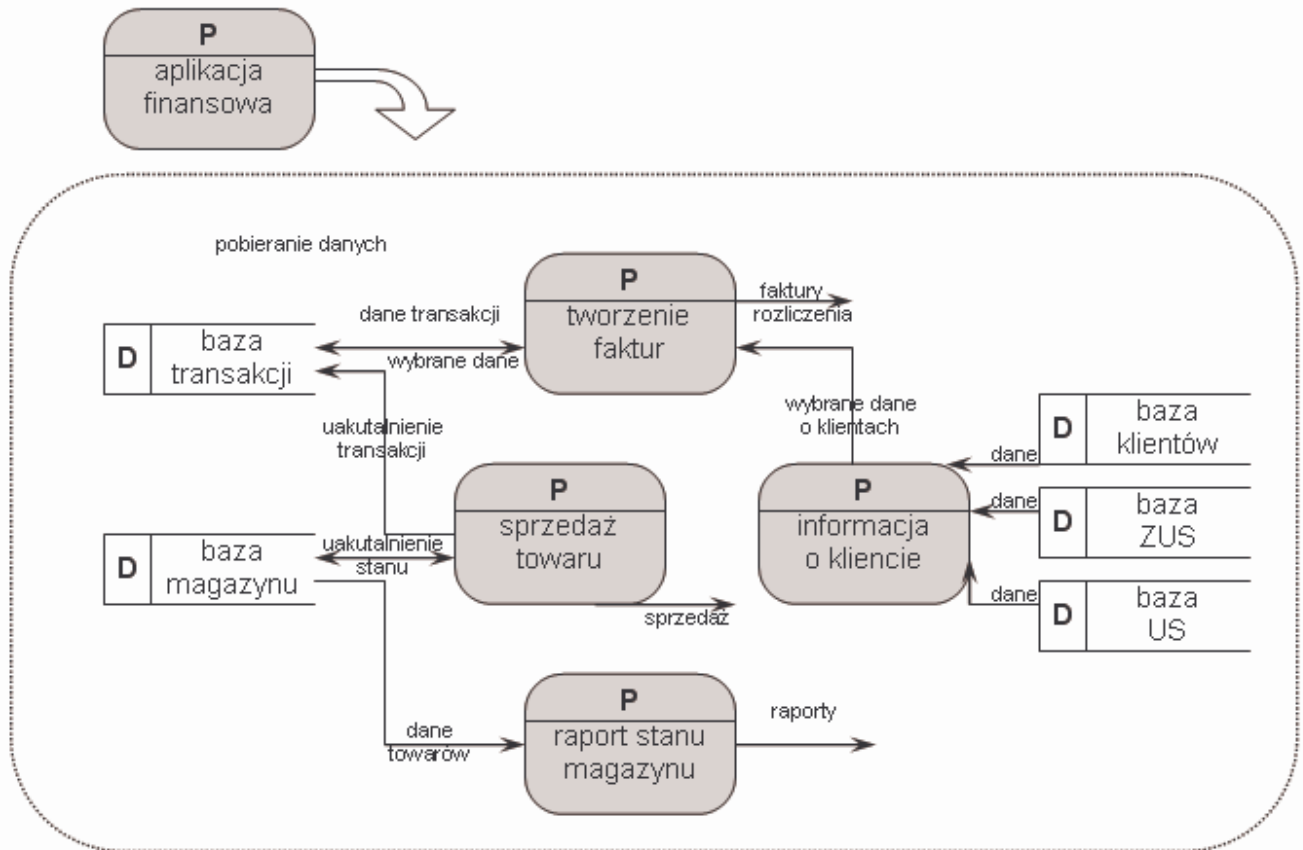 P
aplikacja
finansowa
pobieranie danych
P
tworzenie
faktur
faktury
rozliczenia
dane transakcji
wybrane dane
D
baza
transakcji
uakutalnienie
transakcji
wybrane dane
o klientach
D
baza
klientów
dane
P
sprzedaż
towaru
P
informacja
o kliencie
dane
D
baza
ZUS
D
baza
magazynu
uakutalnienie
stanu
sprzedaż
dane
D
baza
US
P
raport stanu
magazynu
dane
towarów
raporty